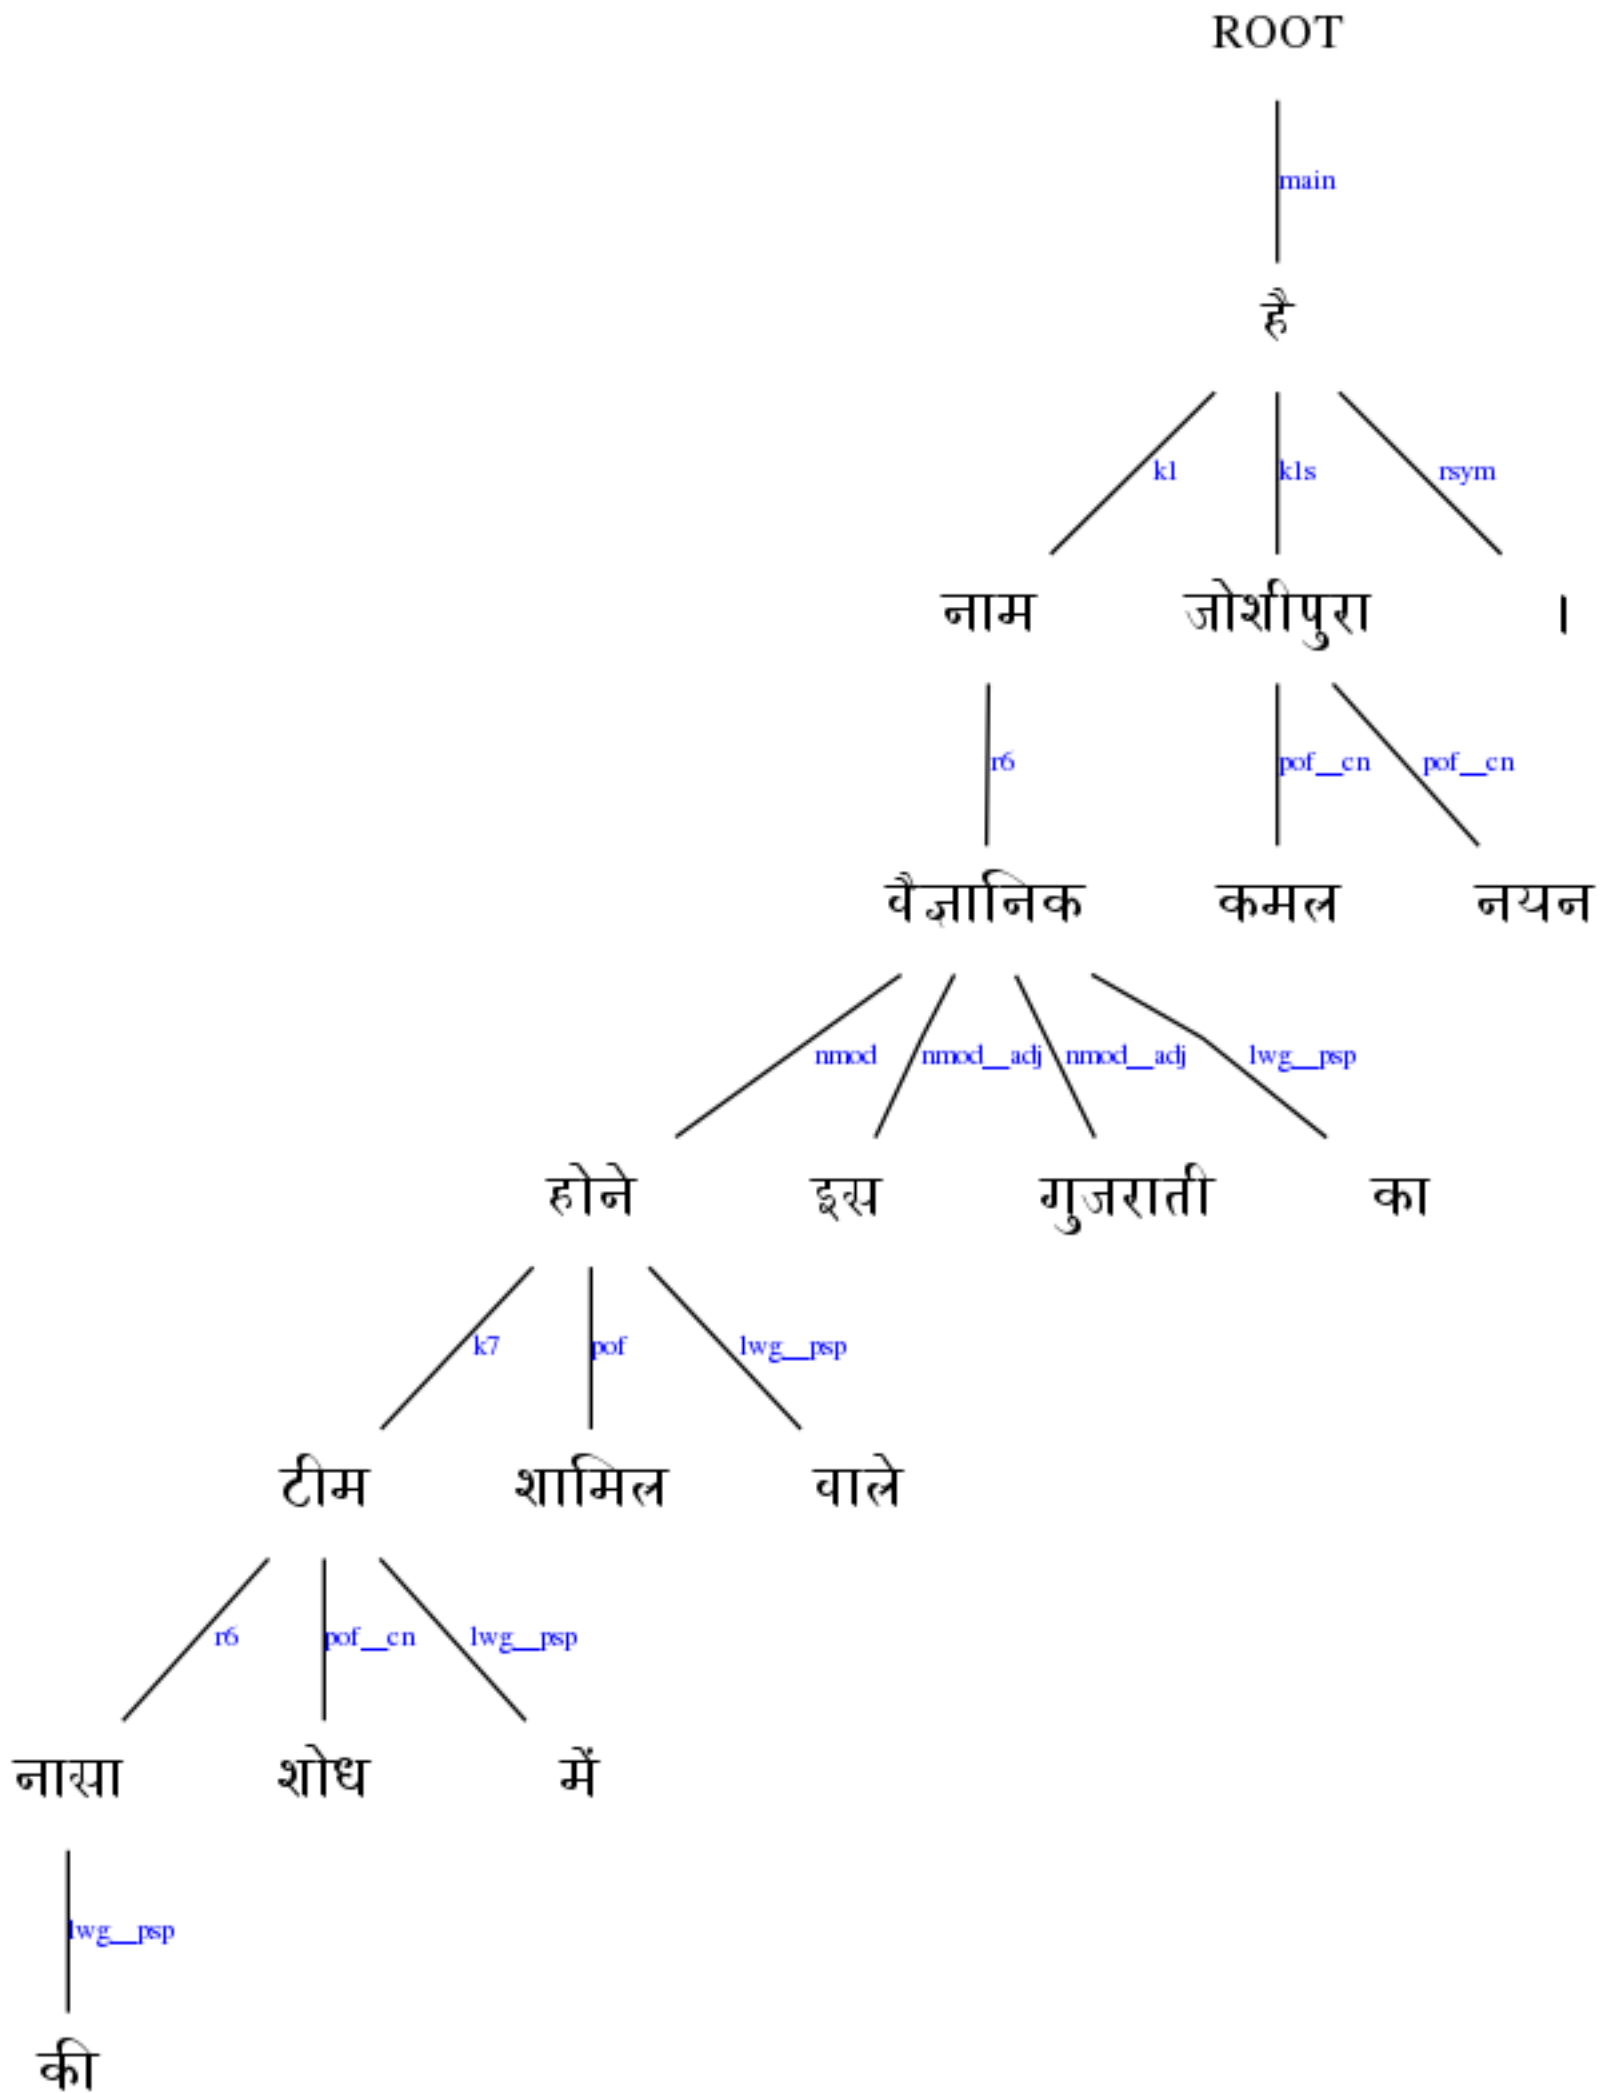 ROOT
main
है
k1 k1s rsym
नाम जोशीपुरा ।
r6 pof__cn pof__cn
वैज्ञानिक कमल नयन
nmod nmod__adj nmod__adj lwg__psp
होने इस गुजराती का
k7 pof lwg__psp
टीम शामिल वाले
r6 pof__cn lwg__psp
नासा शोध में
lwg__psp
की